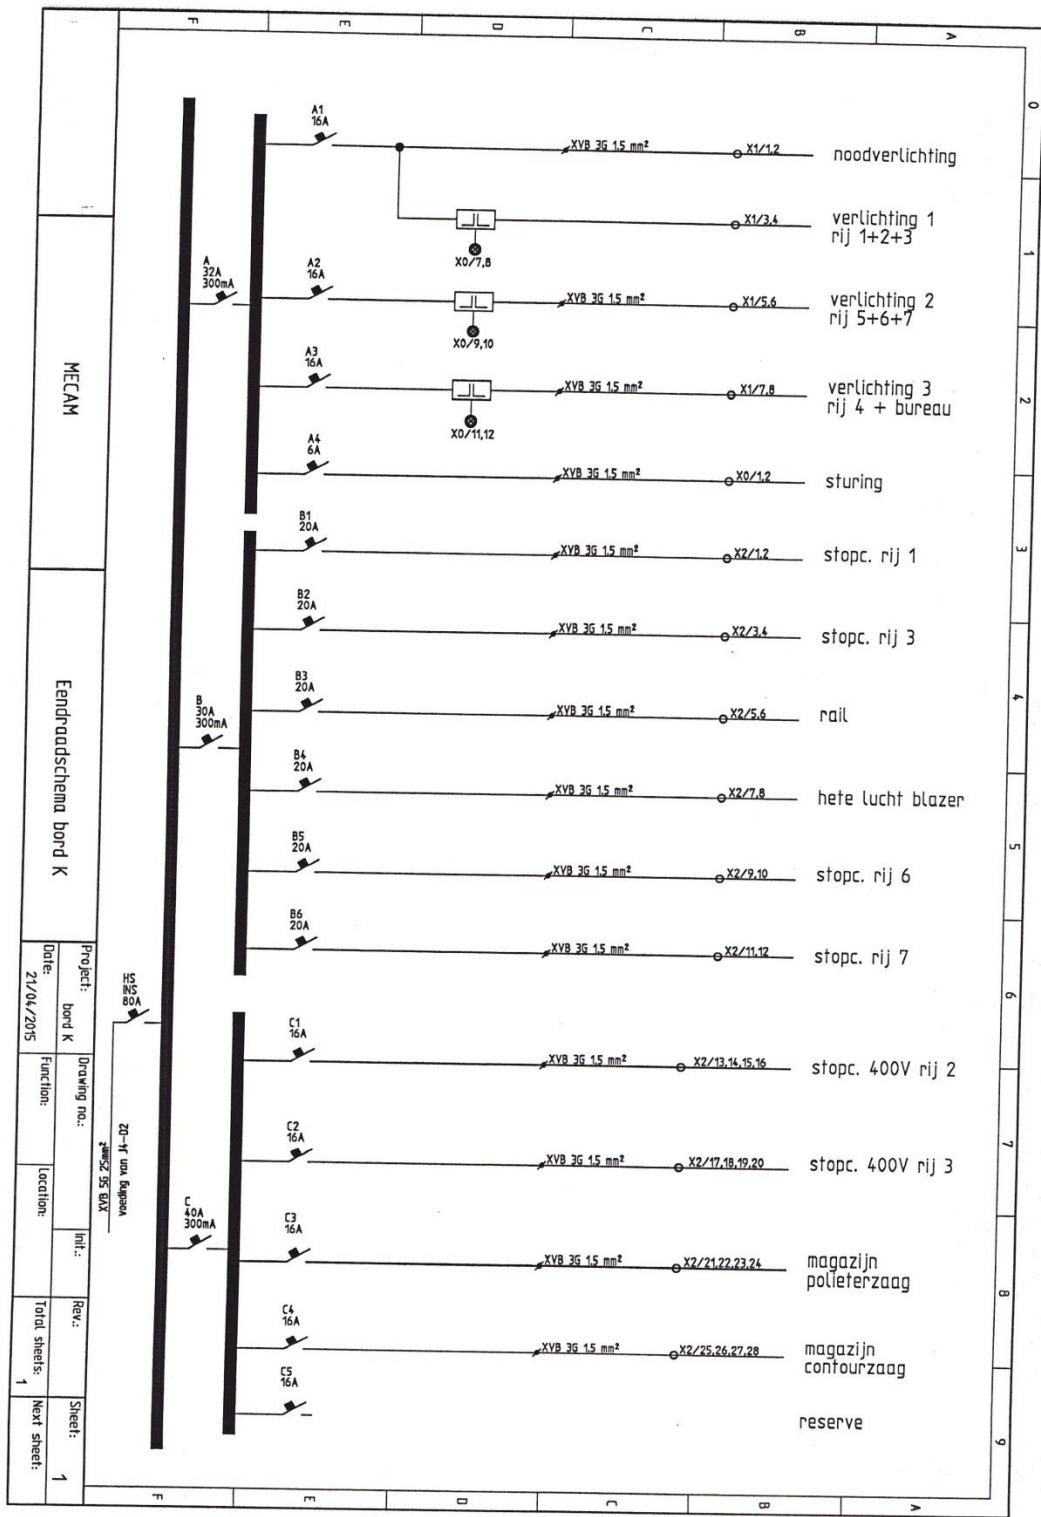 F
E
D
C
B
A
0
1
2
3
4
5
6
7
8
9
A1
16A
XVB 3G 1.5 mm²
X1/1,2
noodverlichting
X1/3,4
verlichting 1
rij 1+2+3
X0/7,8
A
32A
300mA
A2
16A
XVB 3G 1.5 mm²
X1/5,6
verlichting 2
rij 5+6+7
X0/9,10
A3
16A
XVB 3G 1.5 mm²
X1/7,8
verlichting 3
rij 4 + bureau
X0/11,12
A4
6A
XVB 3G 1.5 mm²
X0/1,2
sturing
B1
20A
XVB 3G 1.5 mm²
X2/1,2
stopc. rij 1
B2
20A
XVB 3G 1.5 mm²
X2/3,4
stopc. rij 3
B
30A
300mA
B3
20A
XVB 3G 1.5 mm²
X2/5,6
rail
B4
20A
XVB 3G 1.5 mm²
X2/7,8
hete lucht blazer
B5
20A
XVB 3G 1.5 mm²
X2/9,10
stopc. rij 6
B6
20A
XVB 3G 1.5 mm²
X2/11,12
stopc. rij 7
HS
INS
80A
voeding van J4-02
XVB 5G 25mm²
C1
16A
XVB 3G 1.5 mm²
X2/13,14,15,16
stopc. 400V rij 2
C2
16A
XVB 3G 1.5 mm²
X2/17,18,19,20
stopc. 400V rij 3
C
40A
300mA
C3
16A
XVB 3G 1.5 mm²
X2/21,22,23,24
magazijn
polieterzaag
C4
16A
XVB 3G 1.5 mm²
X2/25,26,27,28
magazijn
contourzaag
C5
16A
reserve
F
E
D
C
B
A
MECAM
Eendraadschema bord K
Project: bord K
Drawing no.:
Init.:
Rev.:
Sheet: 1
Date: 21/04/2015
Function:
Location:
Total sheets: 1
Next sheet: